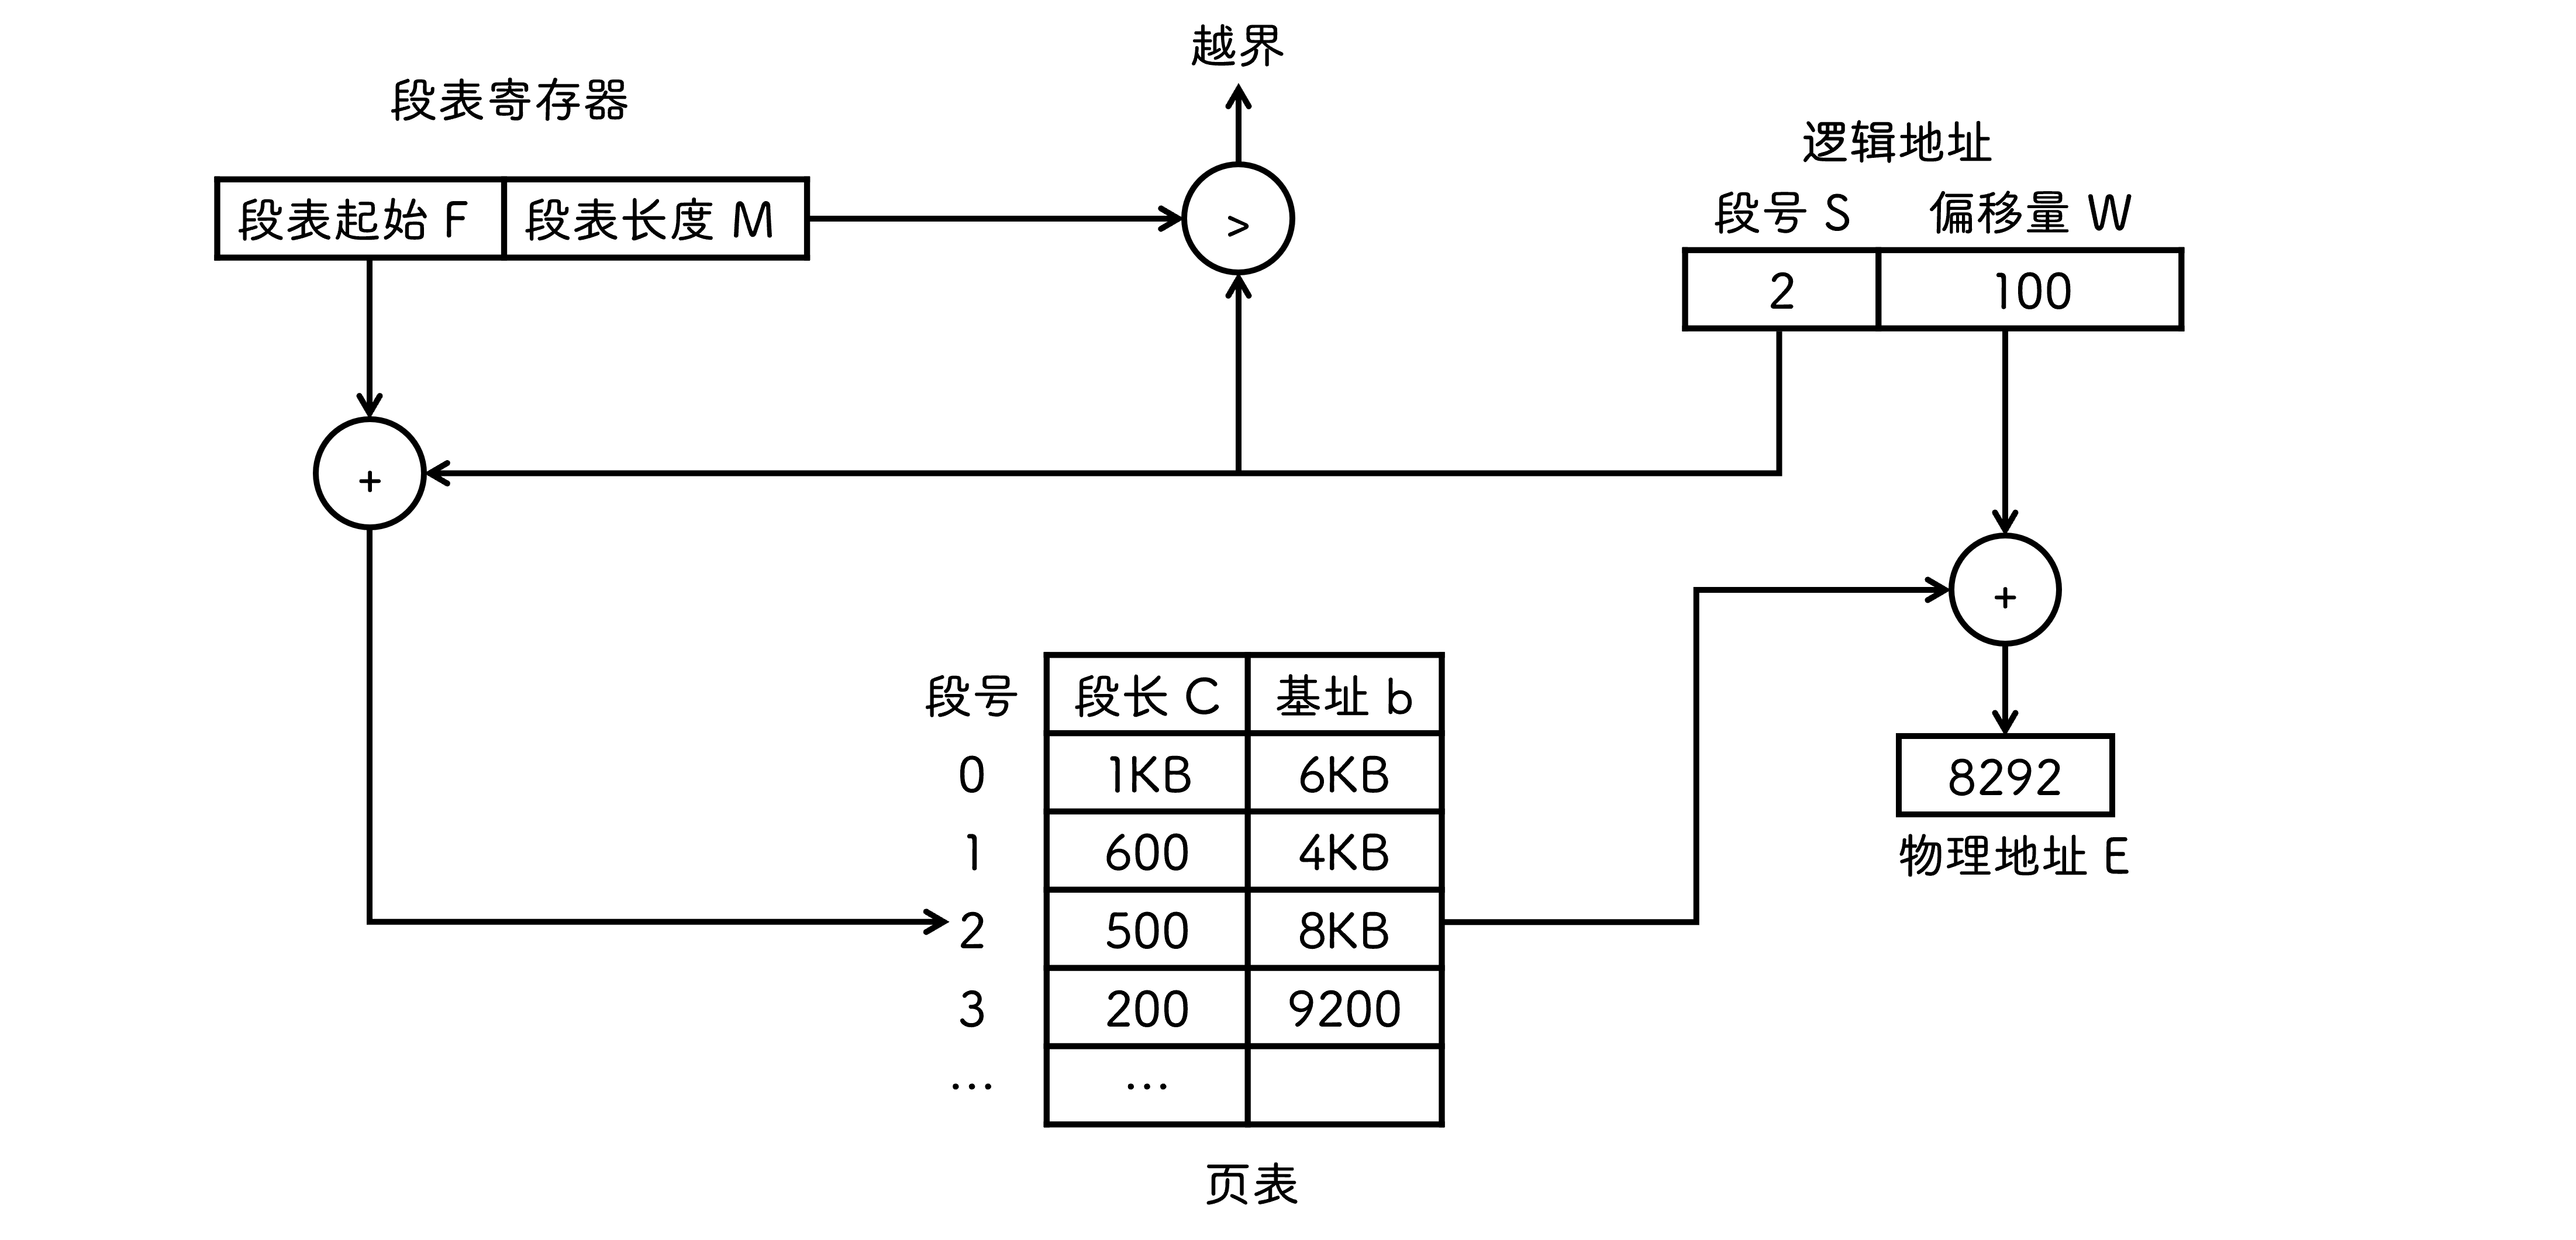 越界
段表寄存器
逻辑地址
段表起始 F 段表长度 M
>
段号 S 偏移量 W
2 100
+
+
段号 段长 C 基址 b
0 1KB 6KB
8292
1 600 4KB
物理地址 E
2 500 8KB
3 200 9200
... ...
页表